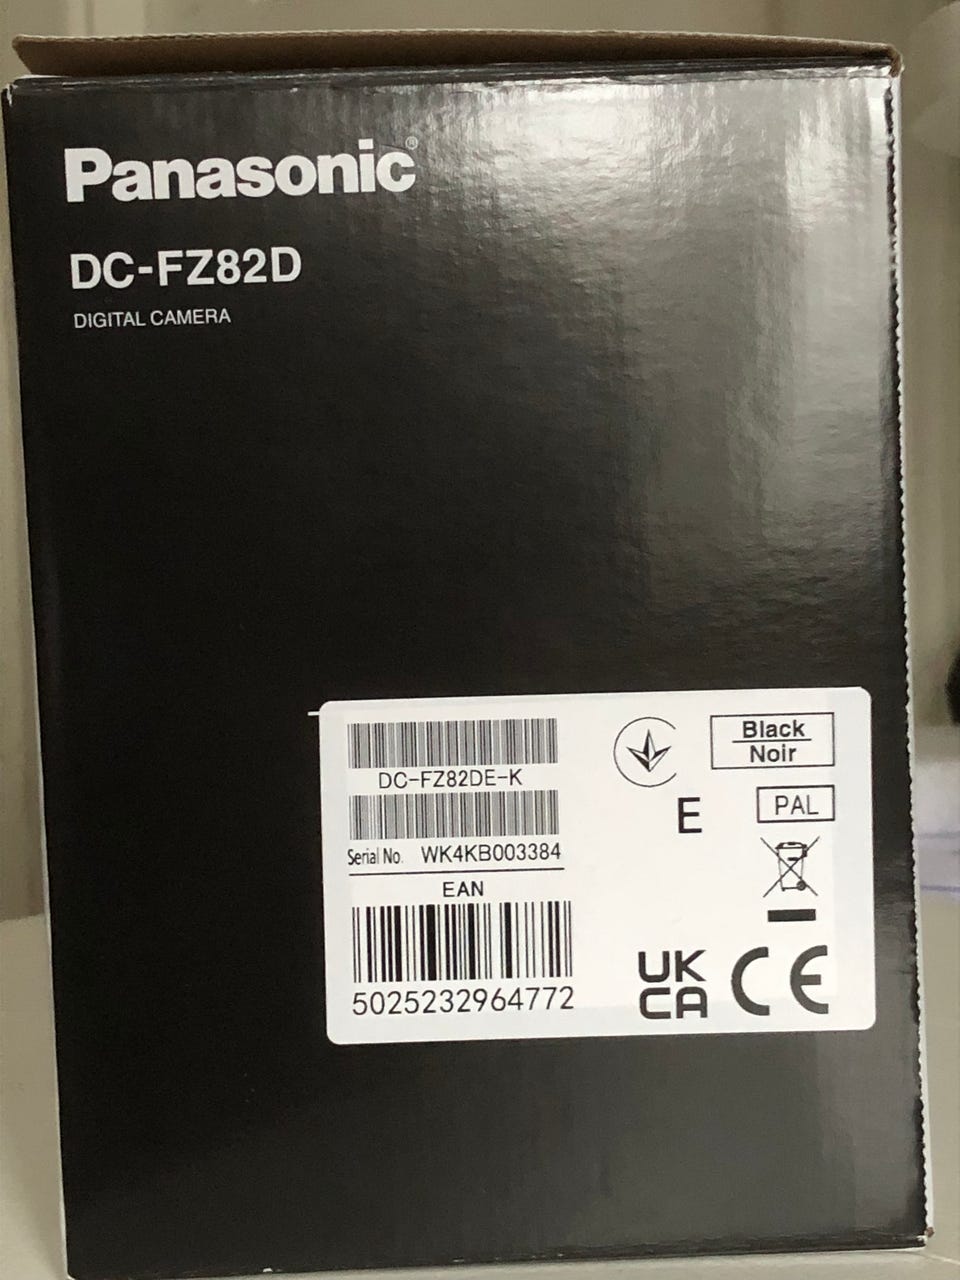 Panasonic®
DC-FZ82D
DIGITAL CAMERA
DC-FZ82DE-K
Serial No. WK4KB003384
EAN
5025232964772
Black
Noir
E
PAL
UK
CA
CE